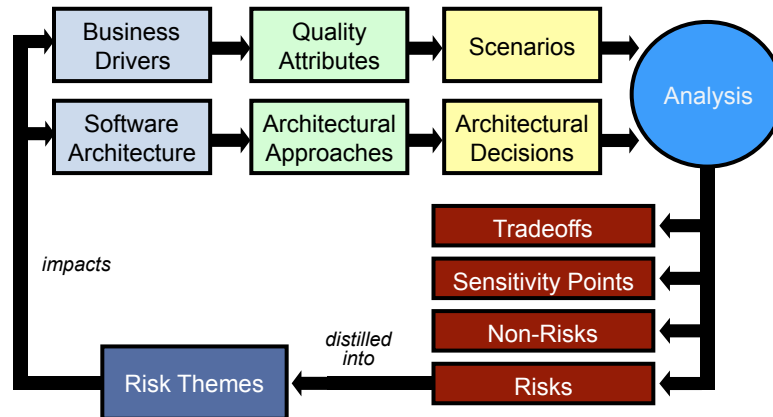 Business
Drivers
Quality
Attributes
Scenarios
Analysis
Software
Architecture
Architectural
Approaches
Architectural
Decisions
Tradeoffs
impacts
Sensitivity Points
Non-Risks
distilled
into
Risk Themes
Risks